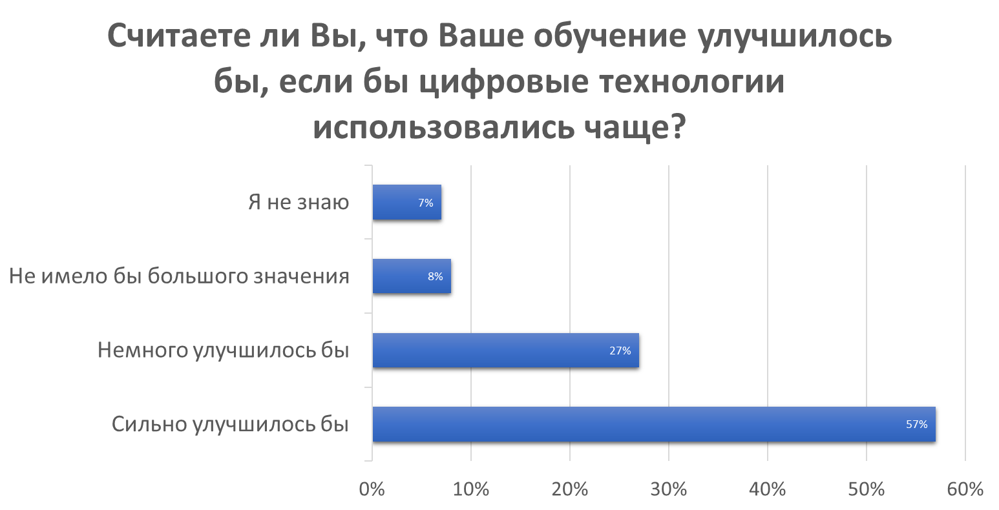 Считаете ли Вы, что Ваше обучение улучшилось
бы, если бы цифровые технологии
использовались чаще?
Я не знаю
7%
Не имело бы большого значения
8%
Немного улучшилось бы
27%
Сильно улучшилось бы
57%
0% 10% 20% 30% 40% 50% 60%